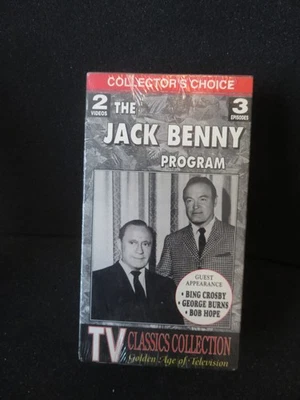 COLLECTOR'S CHOICE
2
VIDEOS
THE
3
EPISODES
JACK BENNY
PROGRAM
GUEST
APPEARANCE
• BING CROSBY
• GEORGE BURNS
• BOB HOPE
TV CLASSICS COLLECTION
Golden Age of Television